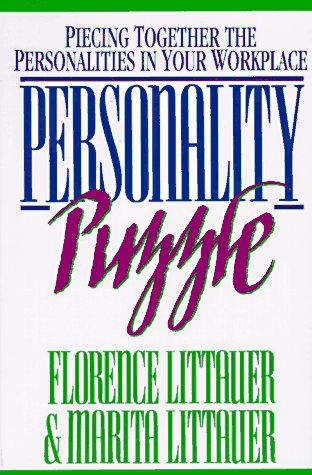 PIECING TOGETHER THE
PERSONALITIES IN YOUR WORKPLACE
PERSONALITY
Puzzle
FLORENCE LITTAUER
& MARITA LITTAUER